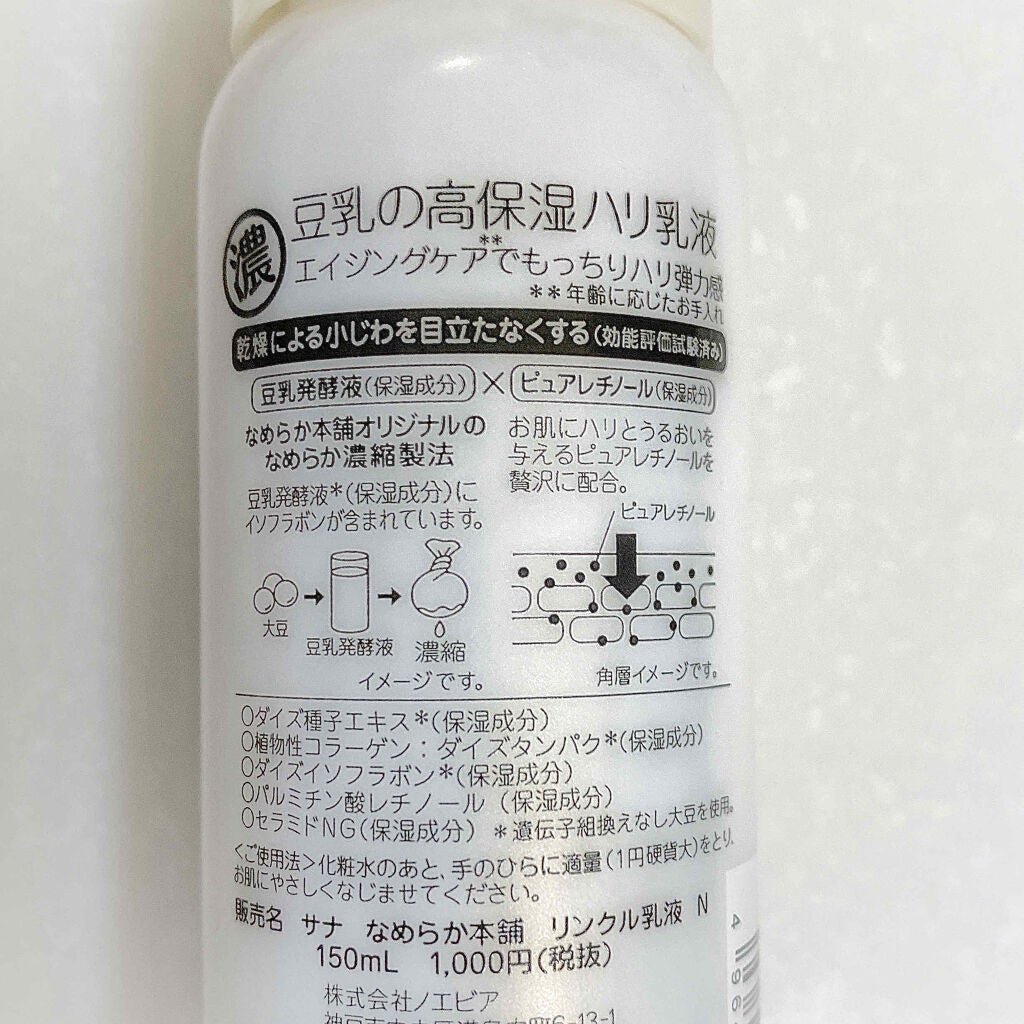 濃
豆乳の高保湿ハリ乳液
エイジングケア**でもっちりハリ弾力感
**年齢に応じたお手入れ
乾燥による小じわを目立たなくする(効能評価試験済み)
豆乳発酵液(保湿成分)×ピュアレチノール(保湿成分)
なめらか本舗オリジナルの
なめらか濃縮製法
豆乳発酵液*(保湿成分)に
イソフラボンが含まれています。
大豆
豆乳発酵液
濃縮
イメージです。
お肌にハリとうるおいを
与えるピュアレチノールを
贅沢に配合。
ピュアレチノール
角層イメージです。
○ダイズ種子エキス*(保湿成分)
○植物性コラーゲン:ダイズタンパク*(保湿成分)
○ダイズイソフラボン*(保湿成分)
○パルミチン酸レチノール(保湿成分)
○セラミドNG(保湿成分) *遺伝子組換えなし大豆を使用。
<ご使用法>化粧水のあと、手のひらに適量(1円硬貨大)をとり、
お肌にやさしくなじませてください。
販売名 サナ なめらか本舗 リンクル乳液 N
150mL 1,000円(税抜)
株式会社ノエビア
6-13-1
4 96